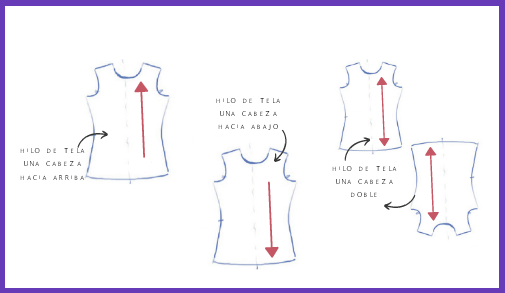 HILO DE TELA
UNA CABEZA
HACIA ARRIBA
HILO DE TELA
UNA CABEZA
HACIA ABAJO
HILO DE TELA
UNA CABEZA
DOBLE